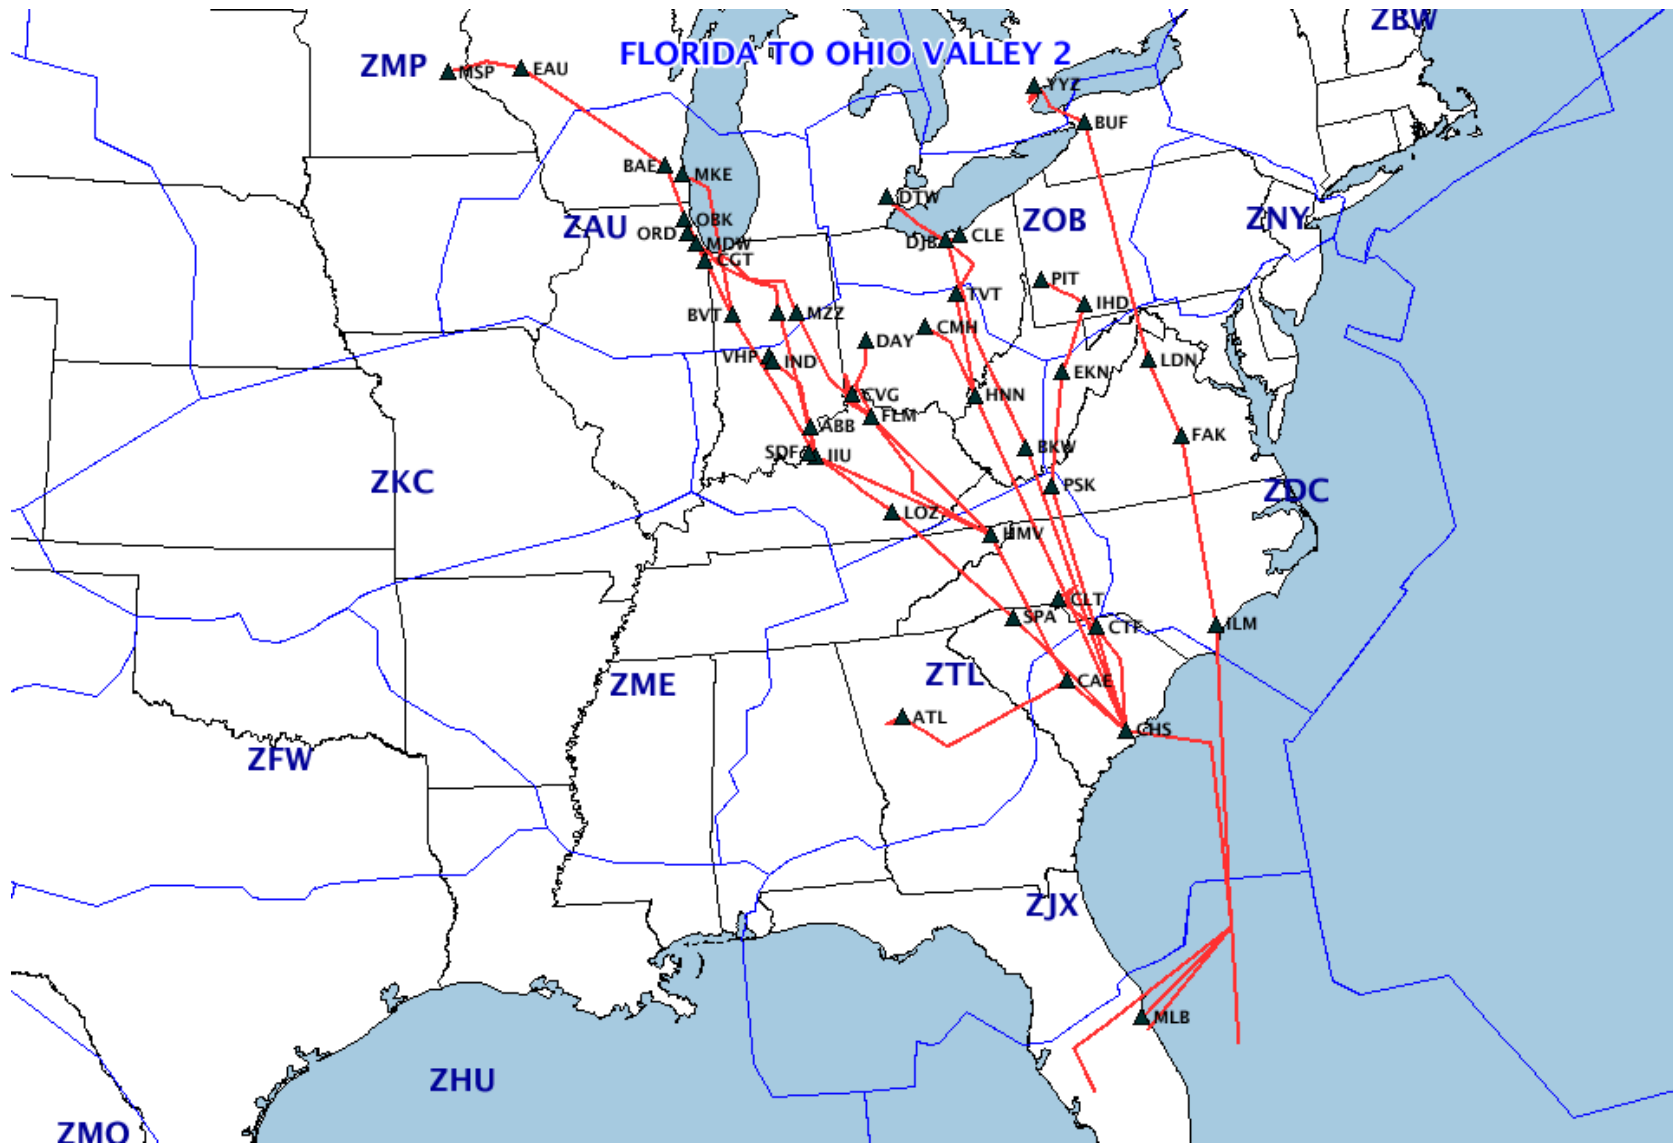 ZBW
FLORIDA TO OHIO VALLEY 2
ZMP
MSP
EAU
YYZ
BUF
BAE
MKE
DTW
OBK
ZAU
ORD
MDW
CGT
DJB
CLE
ZOB
ZNY
PIT
IHD
TVT
BVT
MZZ
CMH
DAY
VHP
IND
LDN
EKN
CVG
HNN
FLM
ABB
FAK
SDF
IIU
BKW
ZKC
PSK
ZDC
LOZ
HMV
CLT
SPA
CTF
ILM
ZTL
CAE
ZME
ATL
CHS
ZFW
ZJX
MLB
ZHU
ZMO